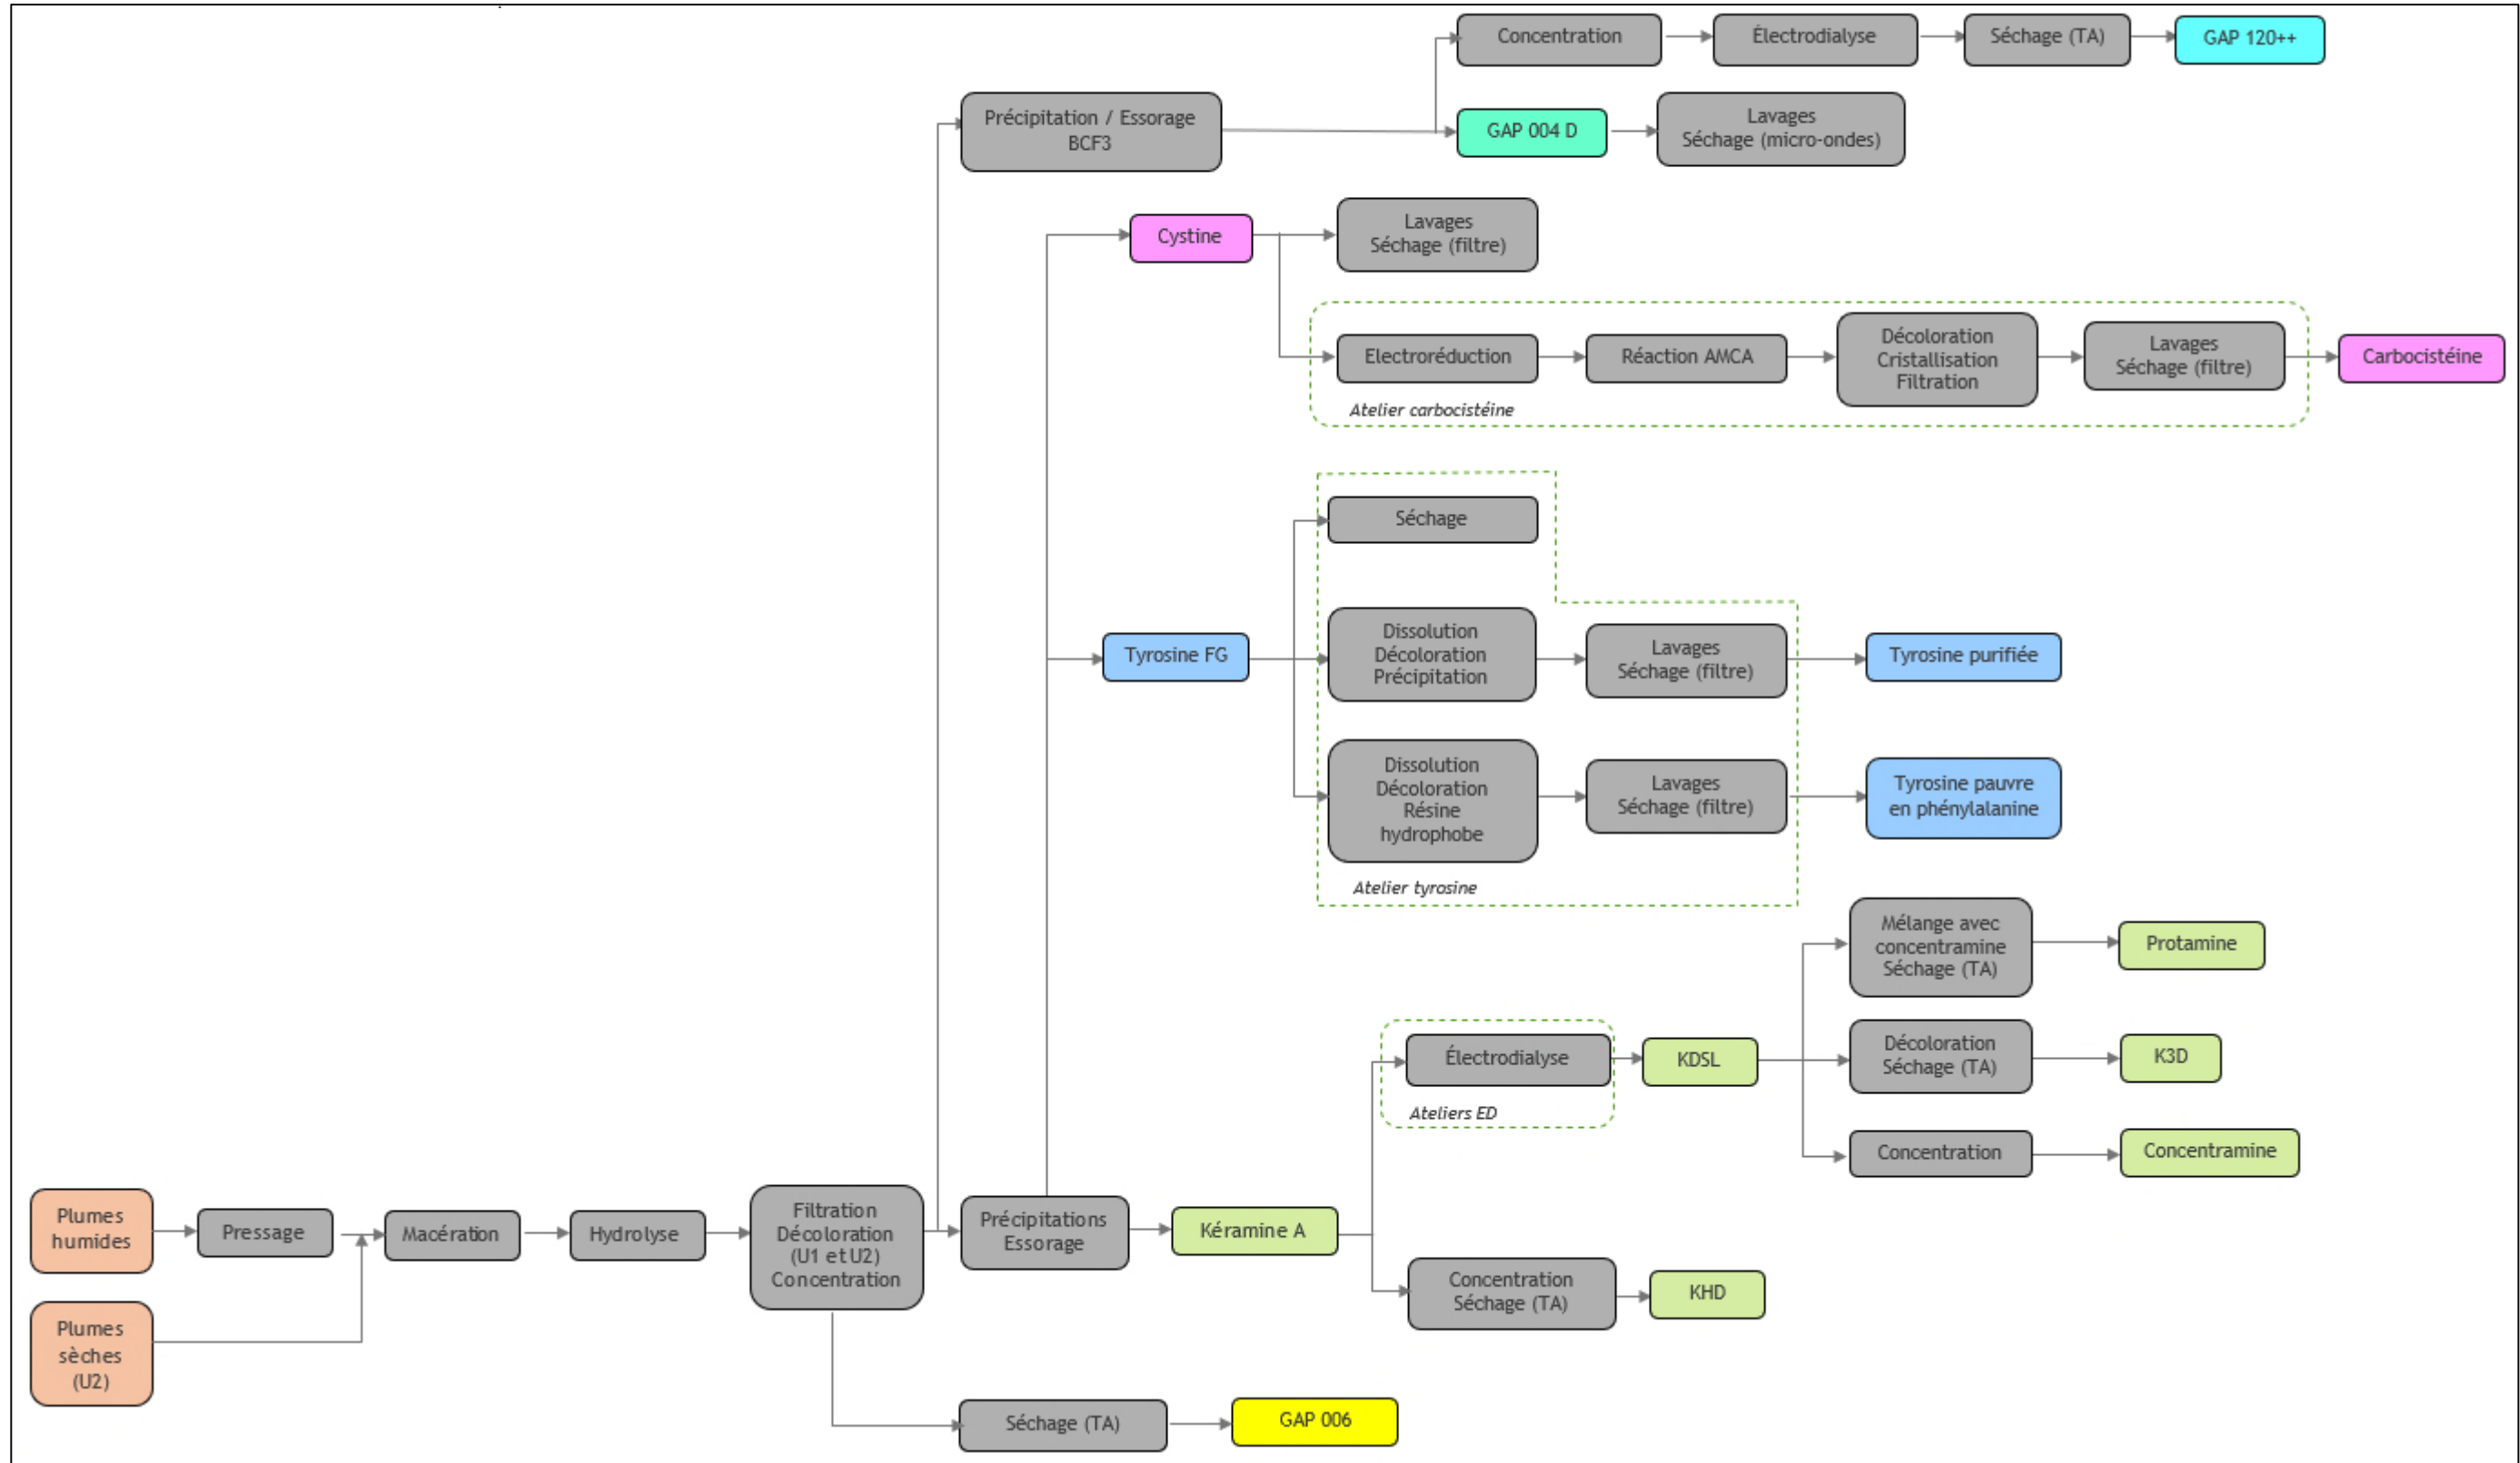 Concentration
Électrodialyse
Séchage (TA)
GAP 120++
Précipitation / Essorage
BCF3
GAP 004 D
Lavages
Séchage (micro-ondes)
Cystine
Lavages
Séchage (filtre)
Electroréduction
Réaction AMCA
Décoloration
Cristallisation
Filtration
Lavages
Séchage (filtre)
Carbocistéine
Atelier carbocistéine
Séchage
Tyrosine FG
Dissolution
Décoloration
Précipitation
Lavages
Séchage (filtre)
Tyrosine purifiée
Dissolution
Décoloration
Résine
hydrophobe
Lavages
Séchage (filtre)
Tyrosine pauvre
en phénylalanine
Atelier tyrosine
Mélange avec
concentramine
Séchage (TA)
Protamine
Électrodialyse
KDSL
Décoloration
Séchage (TA)
K3D
Ateliers ED
Concentration
Concentramine
Plumes
humides
Pressage
Macération
Hydrolyse
Filtration
Décoloration
(U1 et U2)
Concentration
Précipitations
Essorage
Kéramine A
Concentration
Séchage (TA)
KHD
Plumes
sèches
(U2)
Séchage (TA)
GAP 006